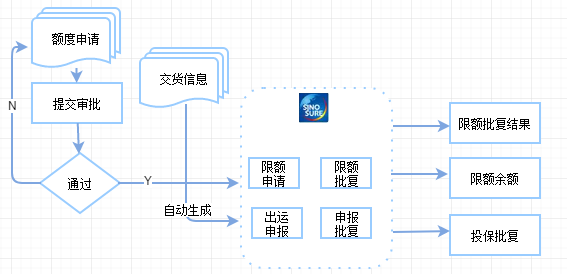 额度申请
提交审批
N
通过
Y
交货信息
自动生成
SINO
SURE
限额
申请
限额
批复
出运
申报
申报
批复
限额批复结果
限额余额
投保批复